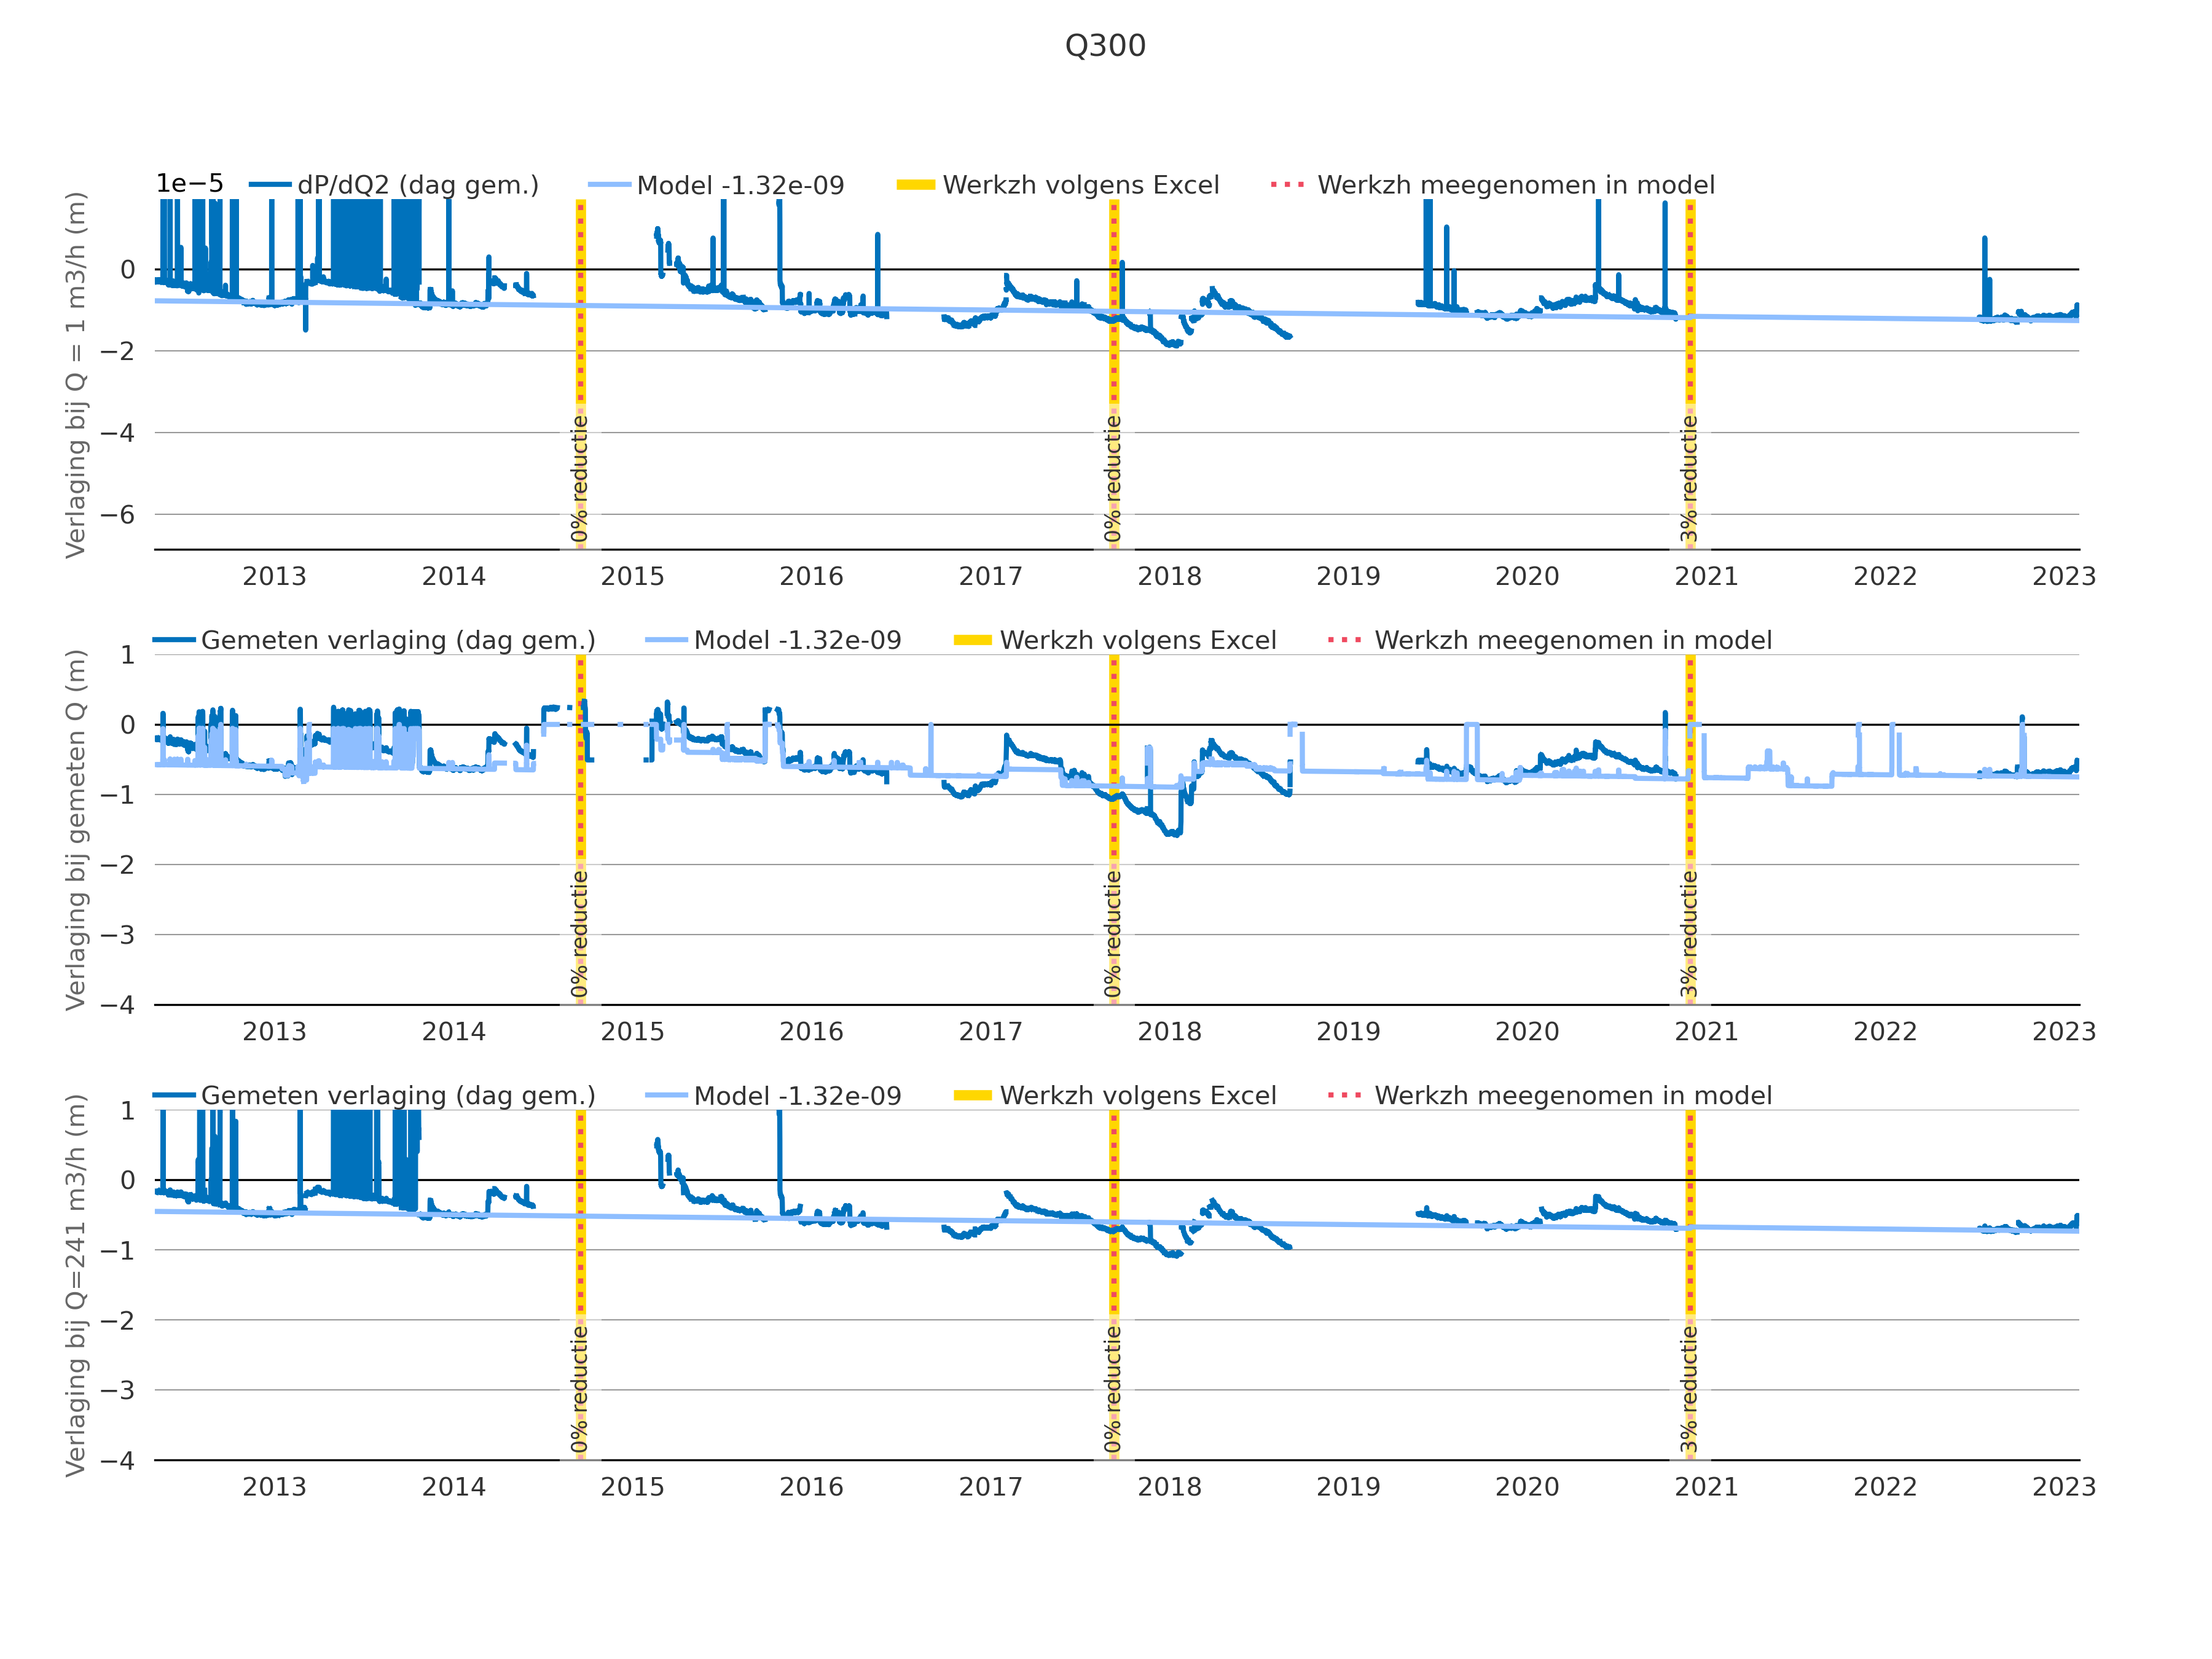 Q300
1e−5
dP/dQ2 (dag gem.) Model -1.32e-09 Werkzh volgens Excel Werkzh meegenomen in model
Verlaging bij Q = 1 m3/h (m)
0
−2
−4
−6
0% reductie
0% reductie
3% reductie
2013 2014 2015 2016 2017 2018 2019 2020 2021 2022 2023
Gemeten verlaging (dag gem.) Model -1.32e-09 Werkzh volgens Excel Werkzh meegenomen in model
Verlaging bij gemeten Q (m)
1
0
−1
−2
−3
−4
0% reductie
0% reductie
3% reductie
2013 2014 2015 2016 2017 2018 2019 2020 2021 2022 2023
Gemeten verlaging (dag gem.) Model -1.32e-09 Werkzh volgens Excel Werkzh meegenomen in model
Verlaging bij Q=241 m3/h (m)
1
0
−1
−2
−3
−4
0% reductie
0% reductie
3% reductie
2013 2014 2015 2016 2017 2018 2019 2020 2021 2022 2023